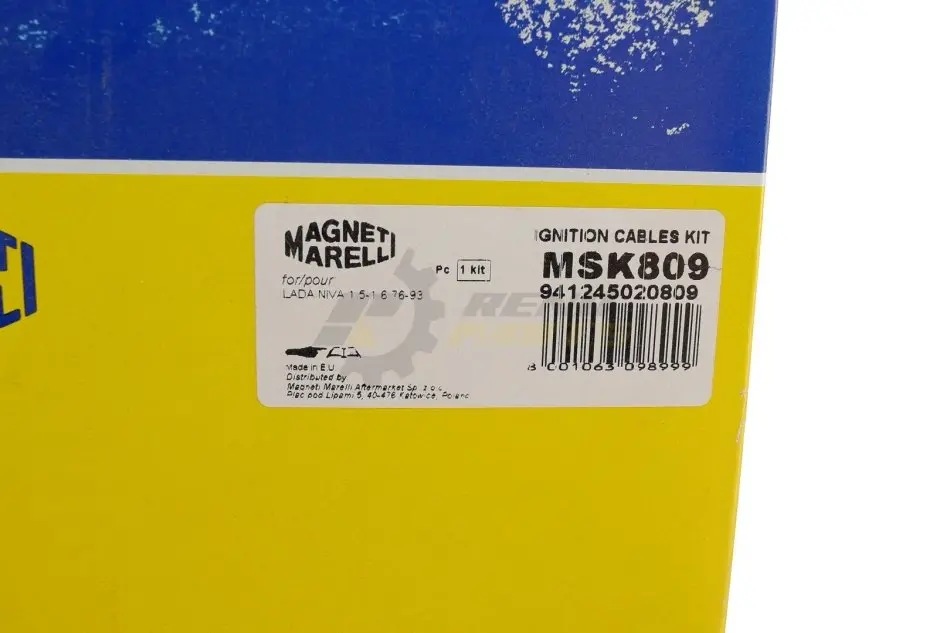 MAGNETI
MARELLI
for/pour
LADA NIVA 1.5-1.6 76-93
Pc 1 kit
IGNITION CABLES KIT
MSK809
941245020809
8 001063 098999
Made in E.U.
Distributed by
Magneti Marelli Aftermarket Sp. z o.o.
Plac pod Lipami 5, 40-476 Katowice, Poland